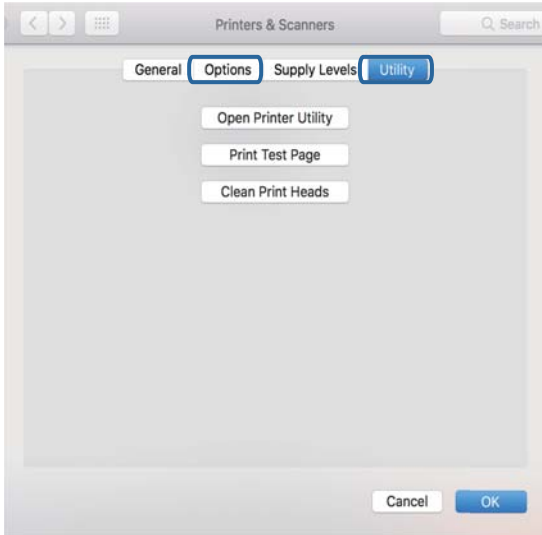 Printers & Scanners Search
General Options Supply Levels Utility
Open Printer Utility
Print Test Page
Clean Print Heads
Cancel OK